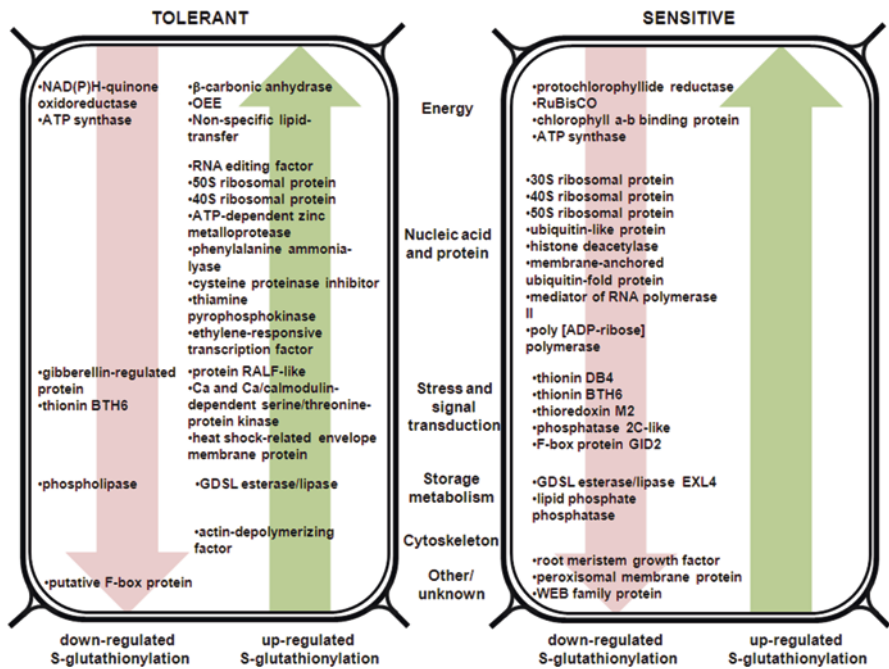 TOLERANT
•NAD(P)H-quinone
oxidoreductase
•ATP synthase
•gibberellin-regulated
protein
•thionin BTH6
•phospholipase
•putative F-box protein
•β-carbonic anhydrase
•OEE
•Non-specific lipid-
transfer
•RNA editing factor
•50S ribosomal protein
•40S ribosomal protein
•ATP-dependent zinc
metalloprotease
•phenylalanine ammonia-
lyase
•cysteine proteinase inhibitor
•thiamine
pyrophosphokinase
•ethylene-responsive
transcription factor
•protein RALF-like
•Ca and Ca/calmodulin-
dependent serine/threonine-
protein kinase
•heat shock-related envelope
membrane protein
•GDSL esterase/lipase
•actin-depolymerizing
factor
down-regulated
S-glutathionylation
up-regulated
S-glutathionylation
Energy
Nucleic acid
and protein
Stress and
signal
transduction
Storage
metabolism
Cytoskeleton
Other/
unknown
SENSITIVE
•protochlorophyllide reductase
•RuBisCO
•chlorophyll a-b binding protein
•ATP synthase
•30S ribosomal protein
•40S ribosomal protein
•50S ribosomal protein
•ubiquitin-like protein
•histone deacetylase
•membrane-anchored
ubiquitin-fold protein
•mediator of RNA polymerase
II
•poly [ADP-ribose]
polymerase
•thionin DB4
•thionin BTH6
•thioredoxin M2
•phosphatase 2C-like
•F-box protein GID2
•GDSL esterase/lipase EXL4
•lipid phosphate
phosphatase
•root meristem growth factor
•peroxisomal membrane protein
•WEB family protein
down-regulated
S-glutathionylation
up-regulated
S-glutathionylation